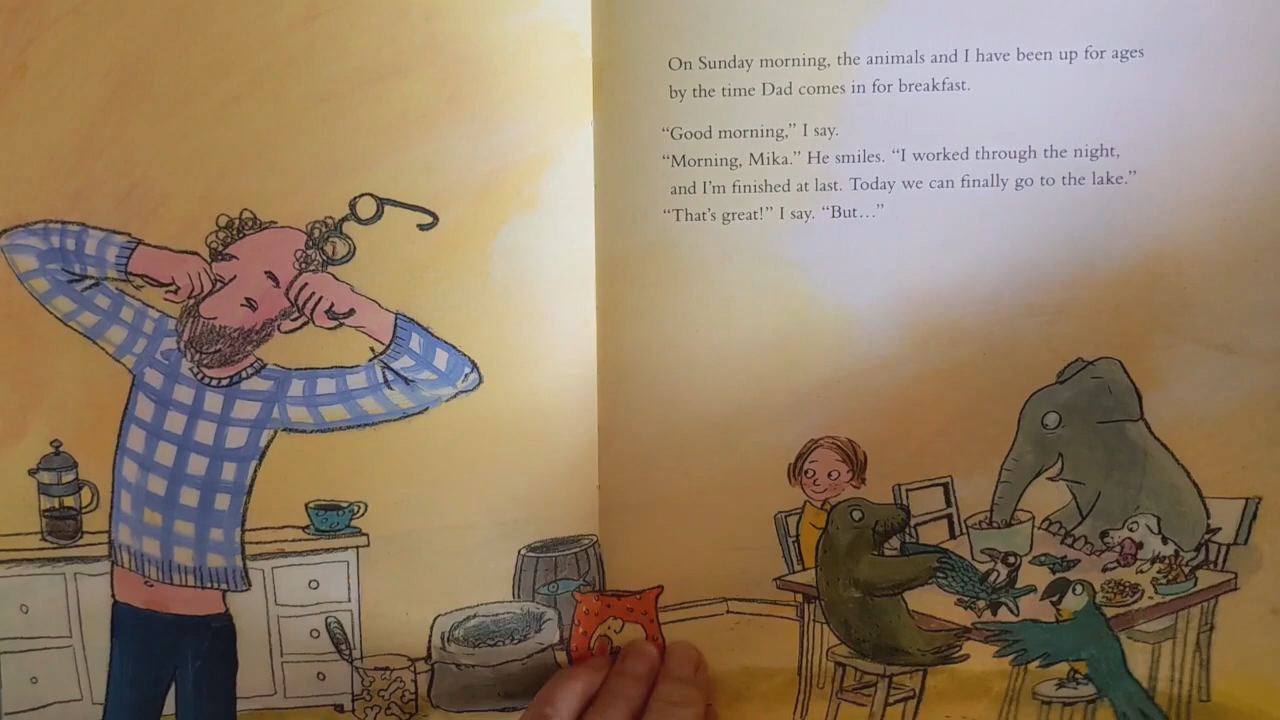 On Sunday morning, the animals and I have been up for ages
by the time Dad comes in for breakfast.
“Good morning,” I say.
“Morning, Mika.” He smiles. “I worked through the night,
and I’m finished at last. Today we can finally go to the lake.”
“That’s great!” I say. “But…”